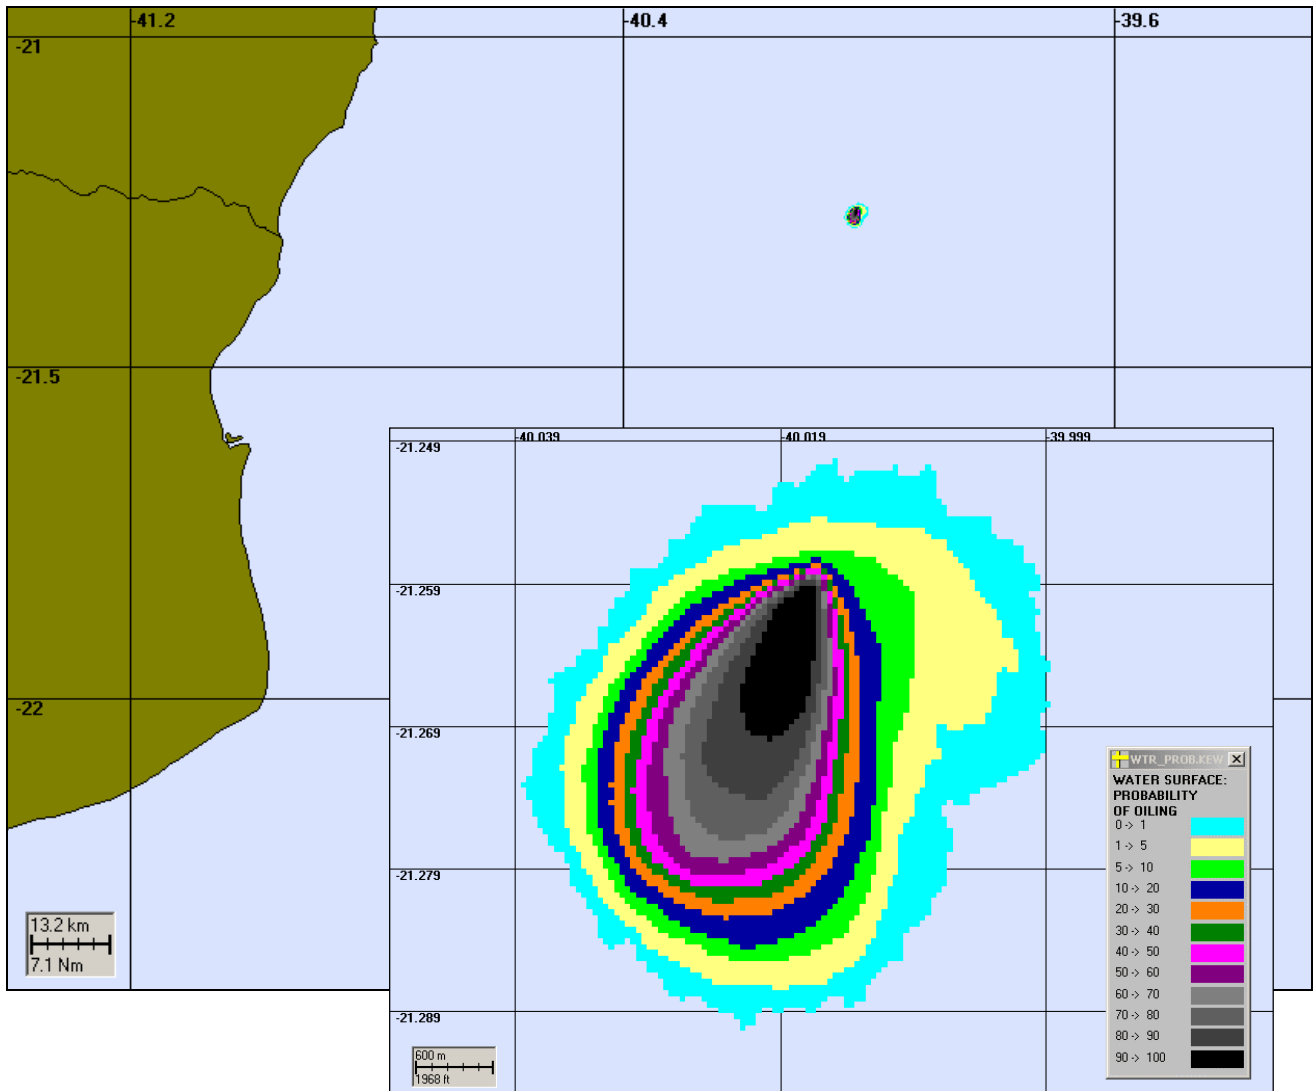 -41.2
-40.4
-39.6
-21
-21.5
-22
13.2 km
7.1 Nm
-40.039
-40.019
-39.999
-21.249
-21.259
-21.269
-21.279
-21.289
600 m
1968 ft
WTR_PROB.KEW
WATER SURFACE:
PROBABILITY
OF OILING
0 -> 1
1 -> 5
5 -> 10
10 -> 20
20 -> 30
30 -> 40
40 -> 50
50 -> 60
60 -> 70
70 -> 80
80 -> 90
90 -> 100